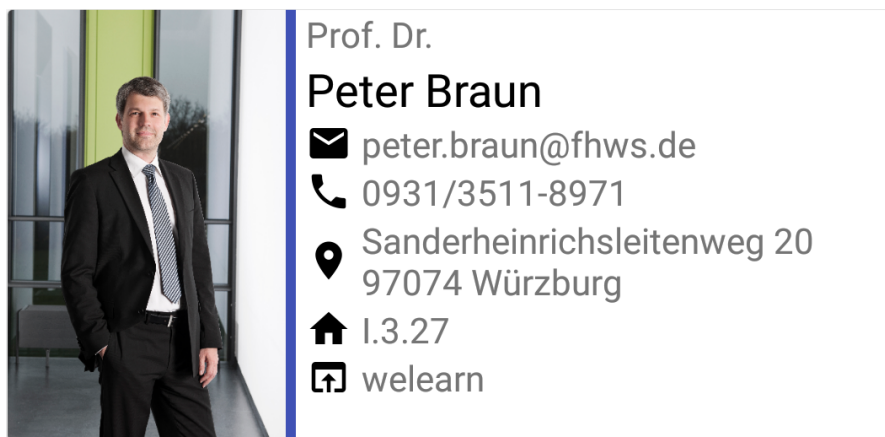 Prof. Dr.
Peter Braun
peter.braun@fhws.de
0931/3511-8971
Sanderheinrichsleitenweg 20
97074 Würzburg
I.3.27
welearn